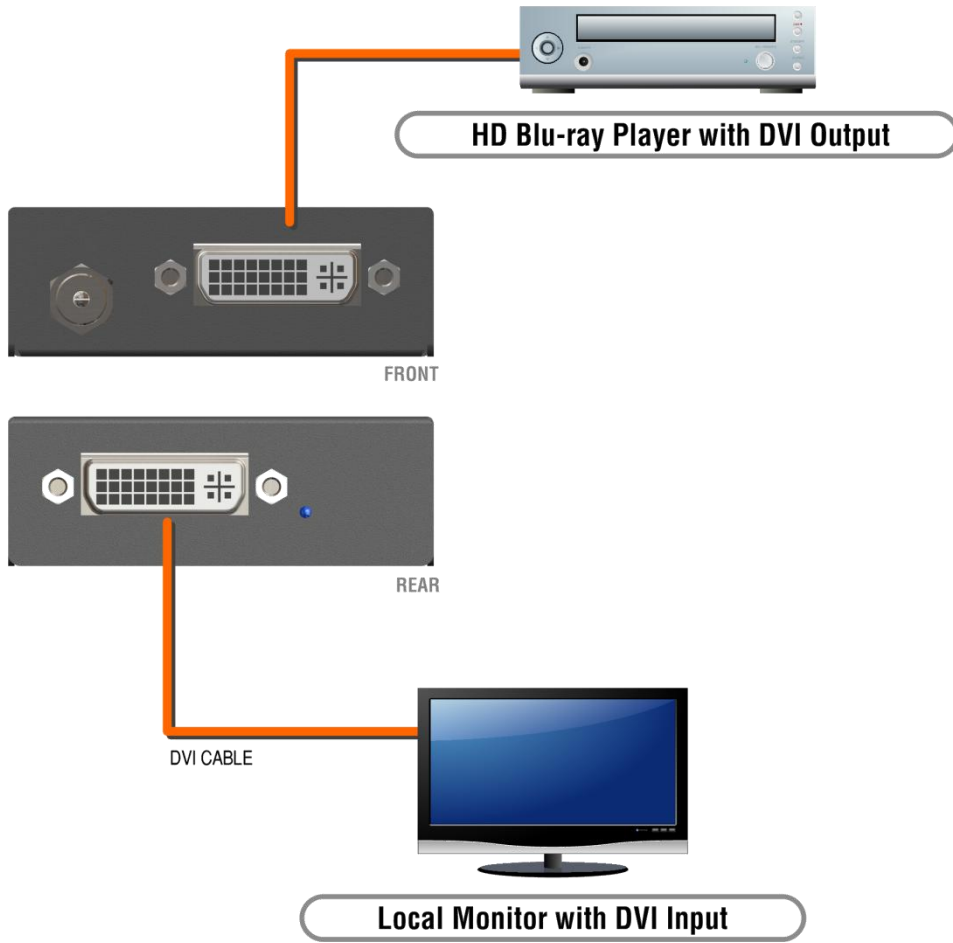 HD Blu-ray Player with DVI Output
FRONT
REAR
DVI CABLE
Local Monitor with DVI Input